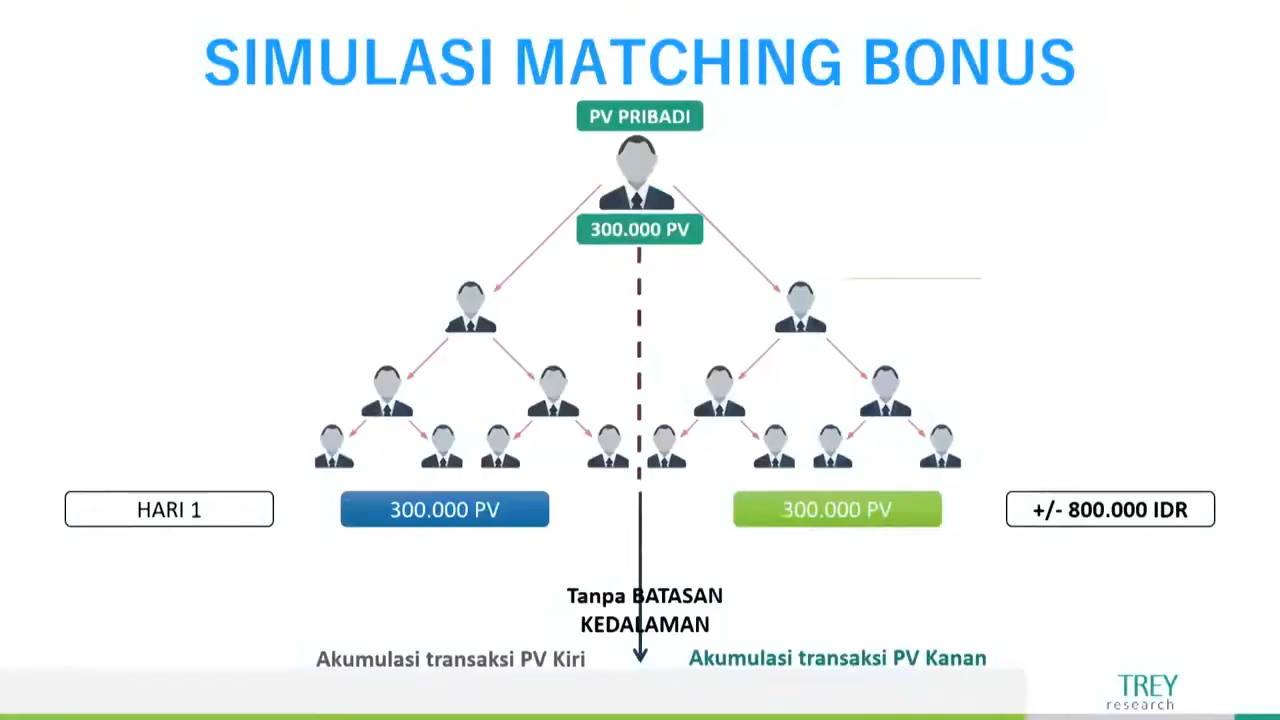 SIMULASI MATCHING BONUS
PV PRIBADI
300.000 PV
HARI 1
300.000 PV
300.000 PV
+/- 800.000 IDR
Tanpa BATASAN
KEDALAMAN
Akumulasi transaksi PV Kiri
Akumulasi transaksi PV Kanan
TREY
research